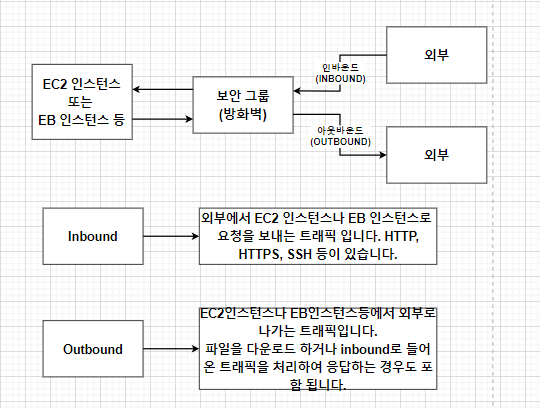 외부
인바운드
(INBOUND)
EC2 인스턴스
또는
EB 인스턴스 등
보안 그룹
(방화벽)
아웃바운드
(OUTBOUND)
외부
Inbound
외부에서 EC2 인스턴스나 EB 인스턴스로
요청을 보내는 트래픽 입니다. HTTP,
HTTPS, SSH 등이 있습니다.
Outbound
EC2인스턴스나 EB인스턴스등에서 외부로
나가는 트래픽입니다.
파일을 다운로드 하거나 inbound로 들어
온 트래픽을 처리하여 응답하는 경우도 포
함 됩니다.